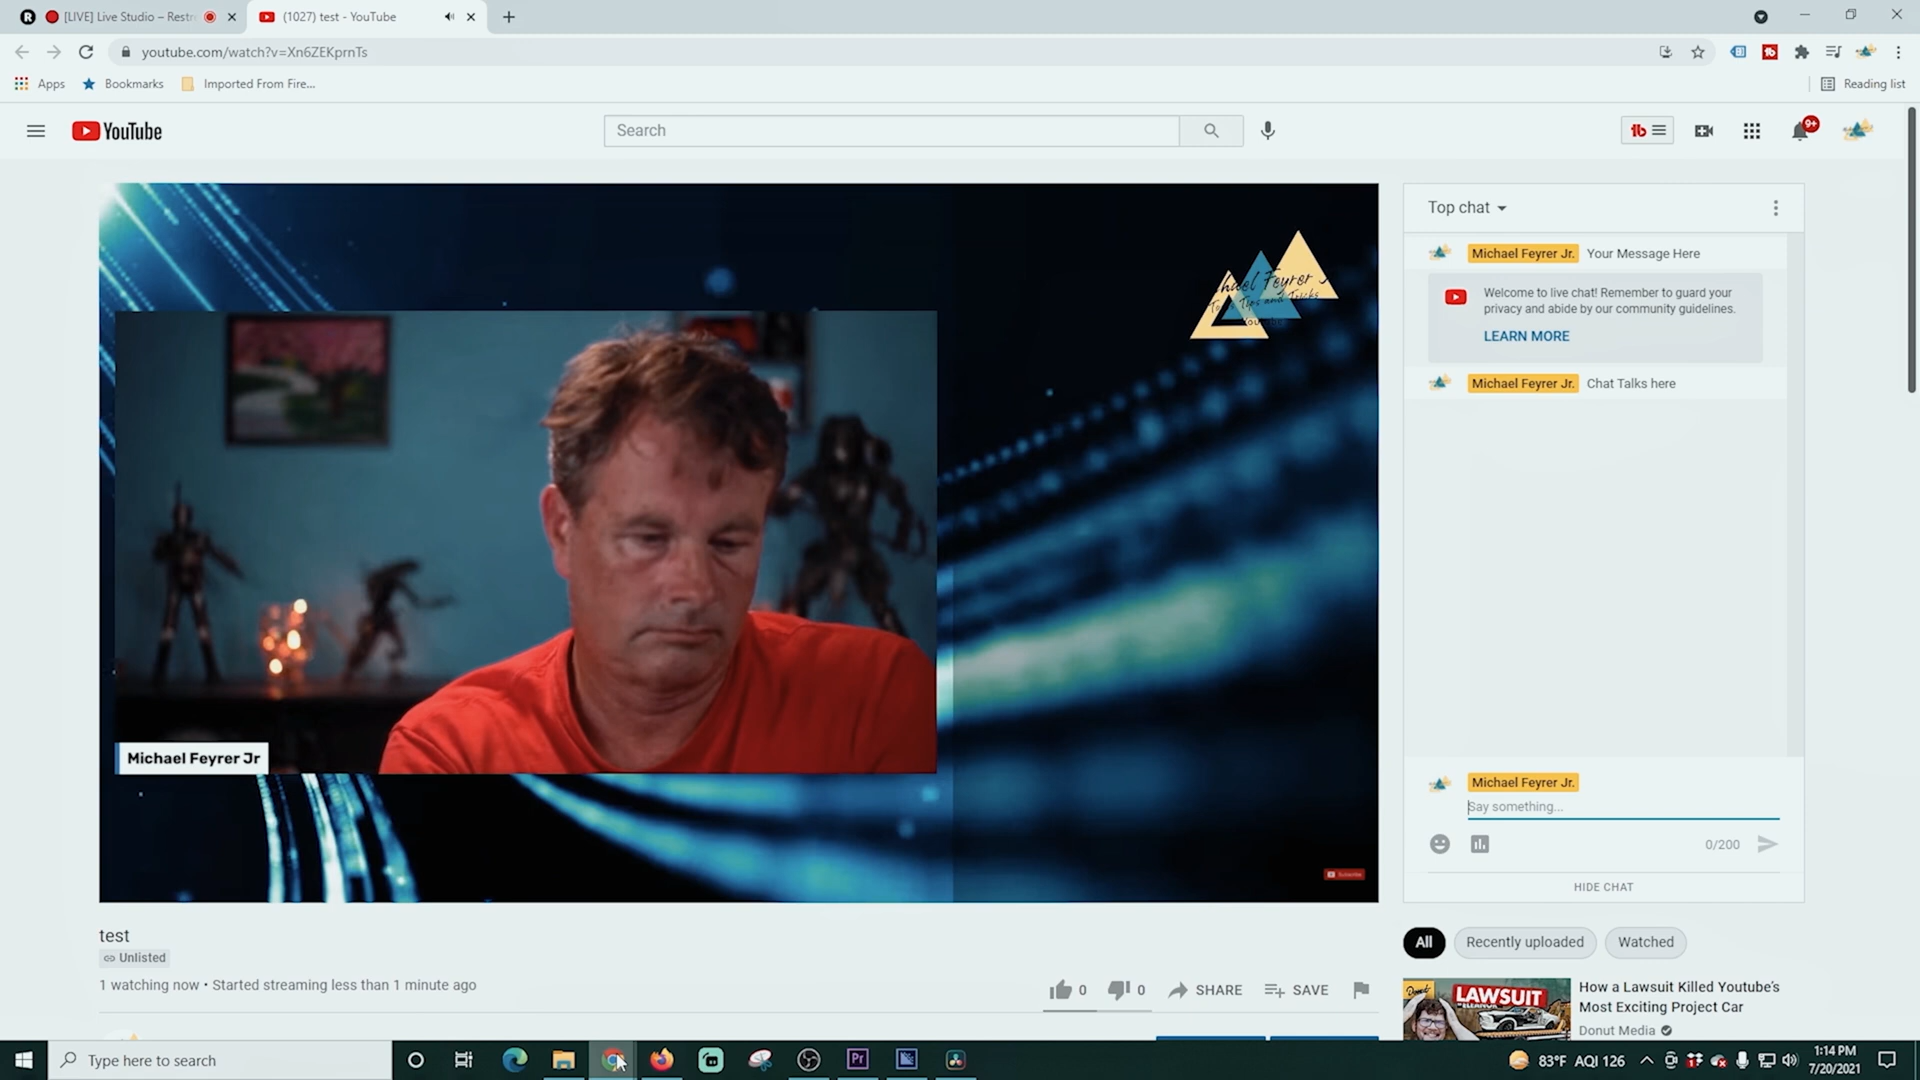 [LIVE] Live Studio – Restr
(1027) test - YouTube
youtube.com/watch?v=Xn6ZEKprnTs
Apps
Bookmarks
Imported From Fire...
Reading list
YouTube
Search
9+
Top chat
Michael Feyrer Jr. Your Message Here
Welcome to live chat! Remember to guard your
privacy and abide by our community guidelines.
LEARN MORE
Michael Feyrer Jr. Chat Talks here
Michael Feyrer Jr
Subscribe
Michael Feyrer Jr.
Say something...
0/200
HIDE CHAT
test
Unlisted
1 watching now • Started streaming less than 1 minute ago
0
0
SHARE
SAVE
All
Recently uploaded
Watched
Donut
LAWSUIT
How a Lawsuit Killed Youtube's
Most Exciting Project Car
Donut Media
Type here to search
Pr
83°F AQI 126
1:14 PM
7/20/2021